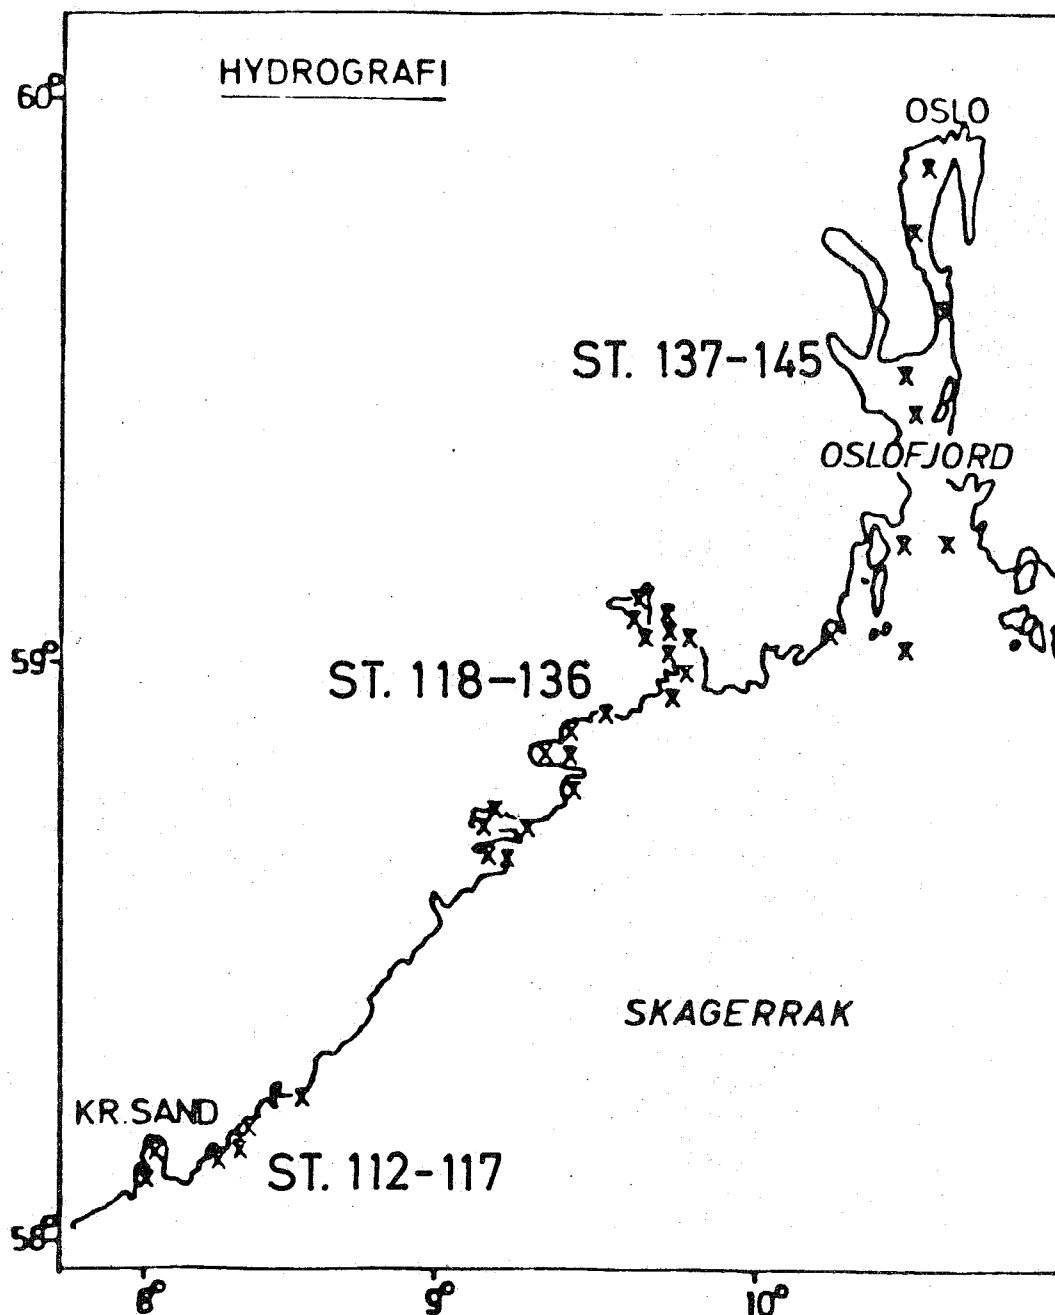 HYDROGRAFI
60°
OSLO
ST. 137-145
OSLOFJORD
59°
ST. 118-136
SKAGERRAK
KR.SAND
ST. 112-117
58°
8°
9°
10°